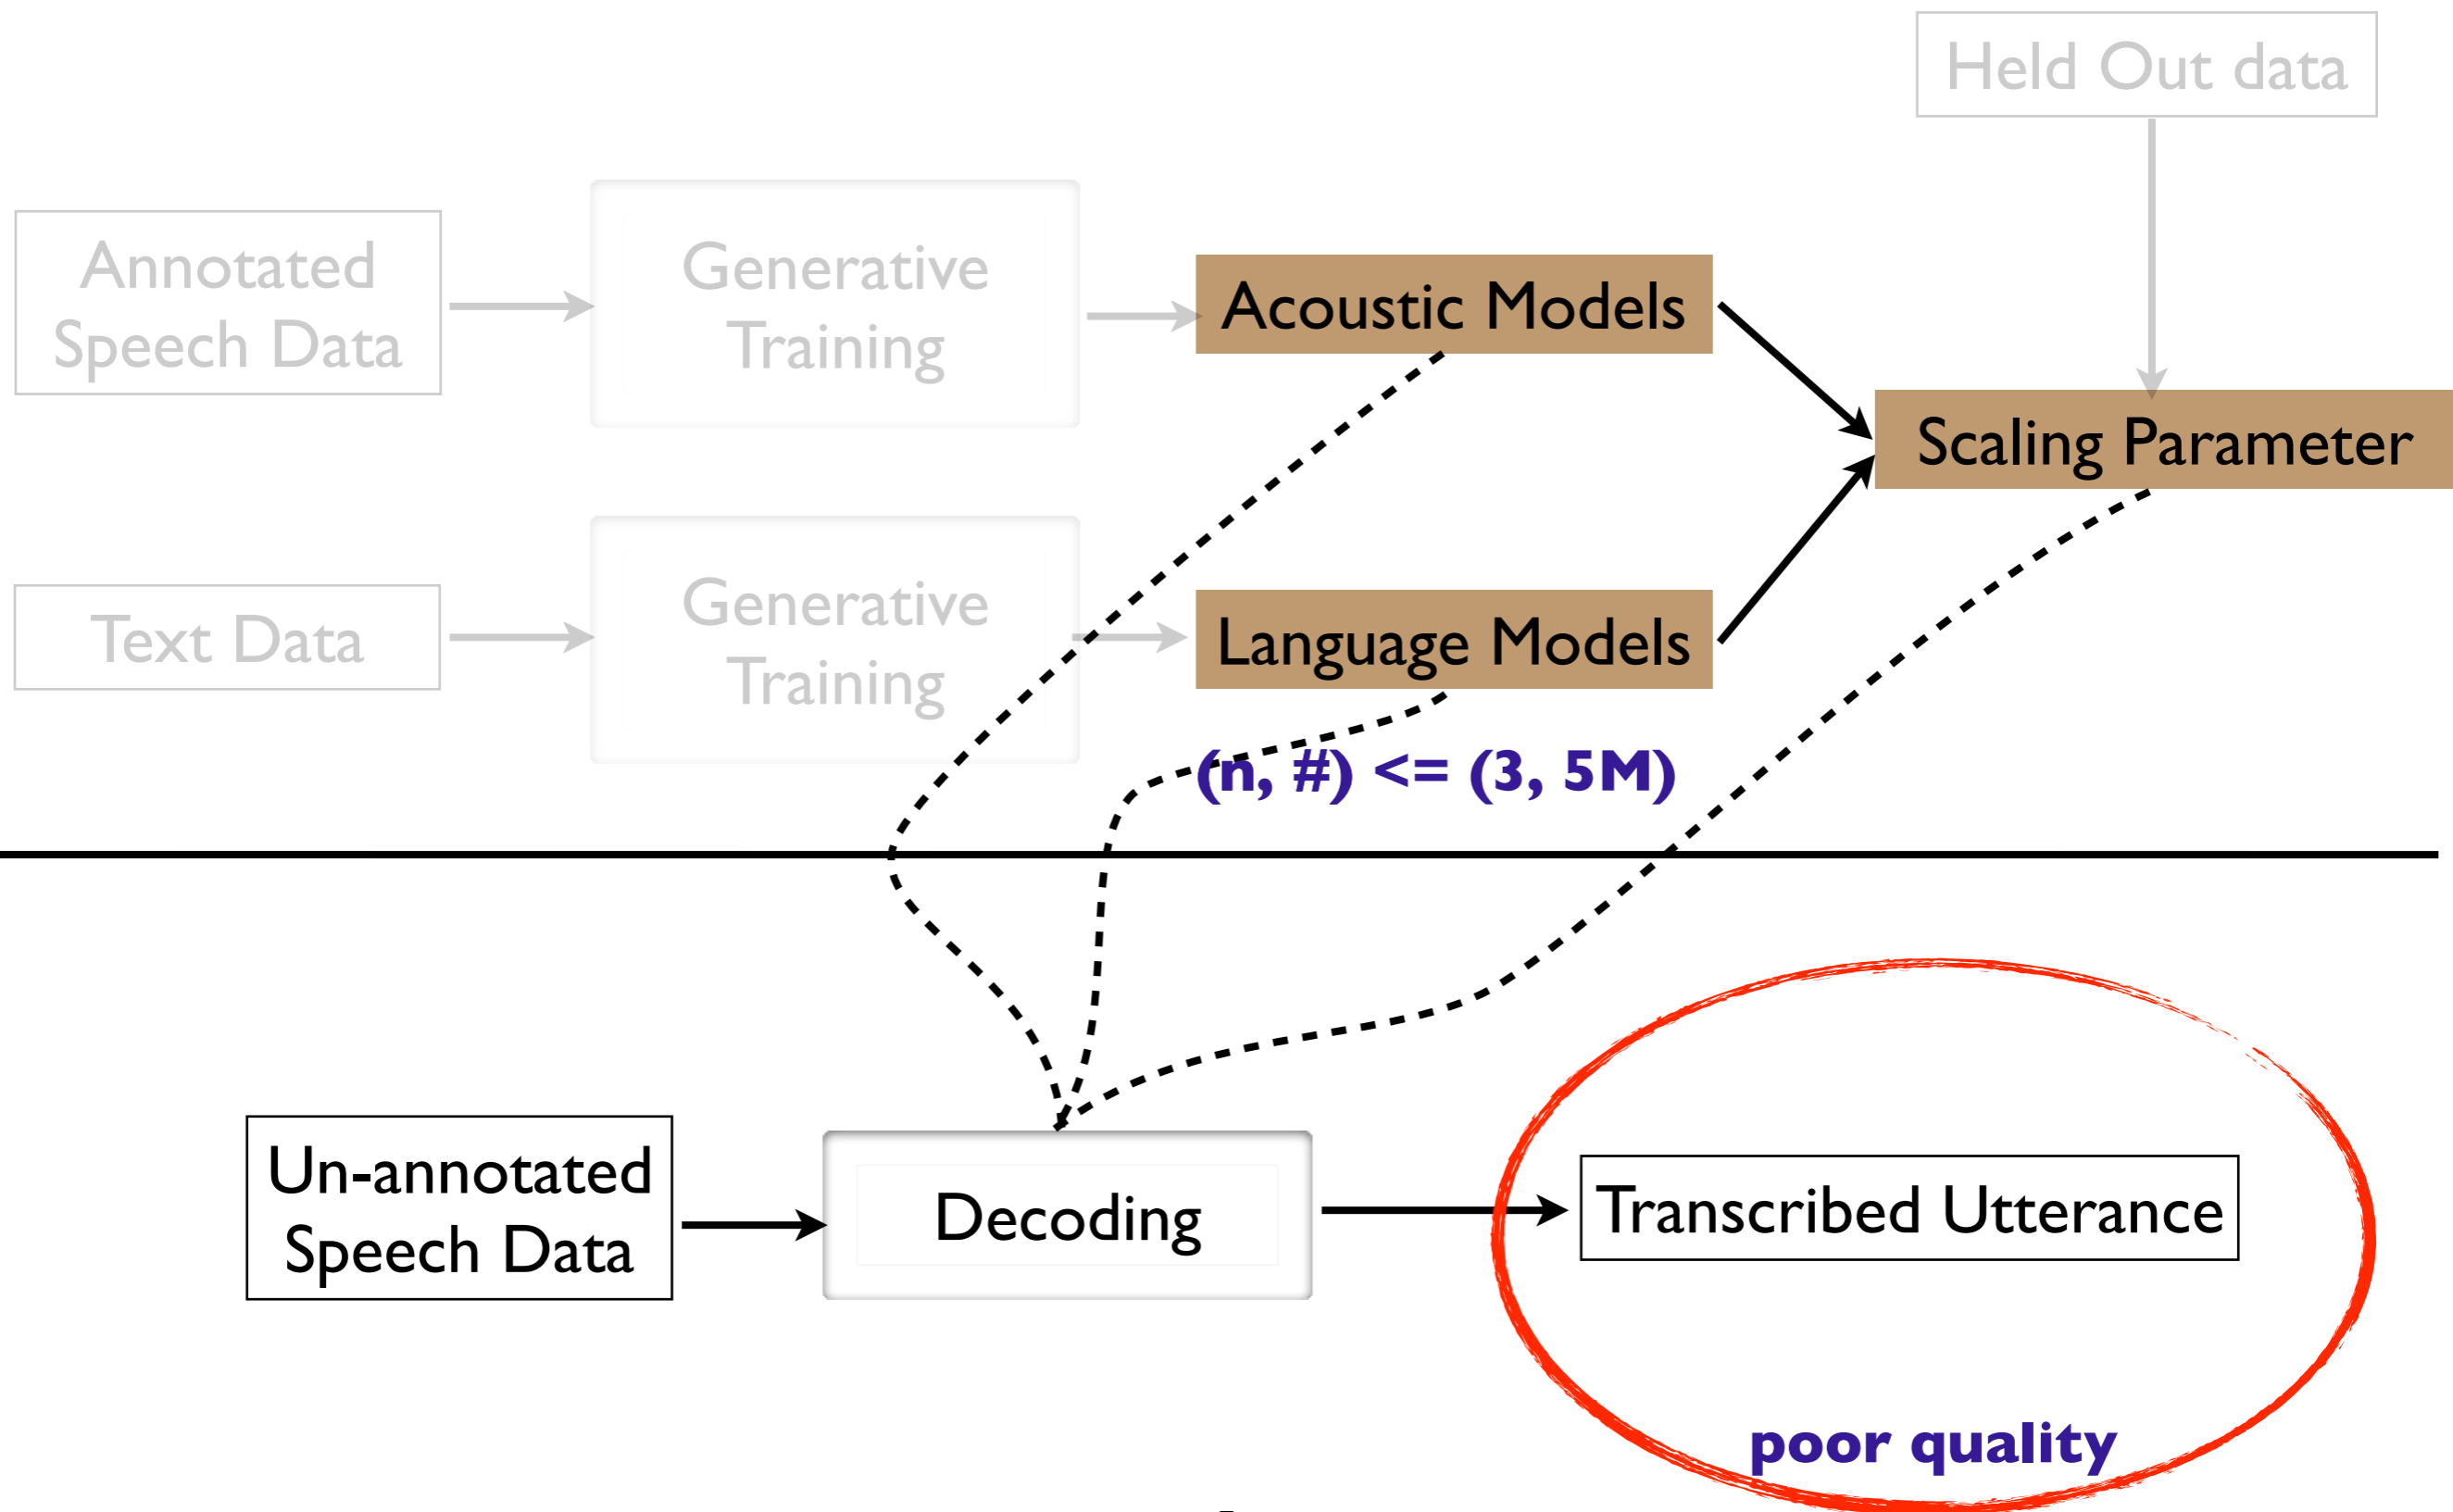 Held Out data
Annotated
Speech Data
Generative
Training
Acoustic Models
Scaling Parameter
Text Data
Generative
Training
Language Models
(n, #) <= (3, 5M)
Un-annotated
Speech Data
Decoding
Transcribed Utterance
poor quality